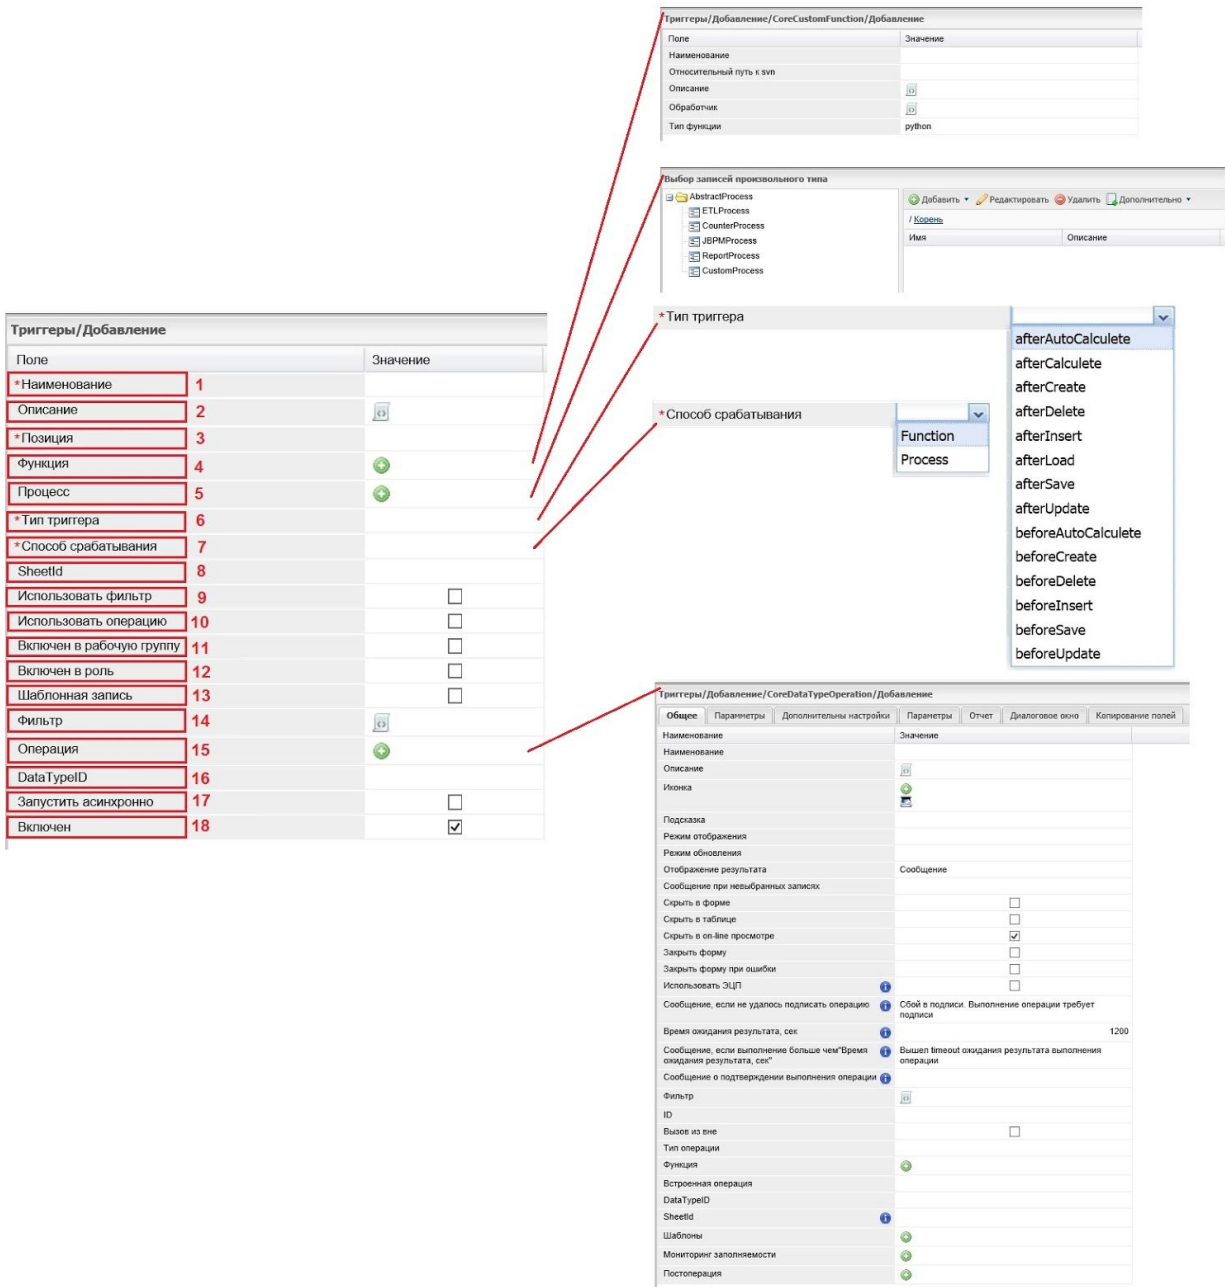 Триггеры/Добавление/CoreCustomFunction/Добавление
Поле Значение
Наименование
Относительный путь к svn
Описание
Обработчик
Тип функции python
Выбор записей произвольного типа
AbstractProcess
ETLProcess
CounterProcess
JBPMProcess
ReportProcess
CustomProcess
Добавить Редактировать Удалить Дополнительно
/ Корень
Имя Описание
Триггеры/Добавление
Поле Значение
*Наименование 1
Описание 2
*Позиция 3
Функция 4
Процесс 5
*Тип триггера 6
*Способ срабатывания 7
SheetId 8
Использовать фильтр 9
Использовать операцию 10
Включен в рабочую группу 11
Включен в роль 12
Шаблонная запись 13
Фильтр 14
Операция 15
DataTypeID 16
Запустить асинхронно 17
Включен 18
*Тип триггера
afterAutoCalculete
afterCalculete
afterCreate
afterDelete
afterInsert
afterLoad
afterSave
afterUpdate
beforeAutoCalculete
beforeCreate
beforeDelete
beforeInsert
beforeSave
beforeUpdate
*Способ срабатывания
Function
Process
Триггеры/Добавление/CoreDataTypeOperation/Добавление
Общее Парамметры Дополнительны настройки Параметры Отчет Диалоговое окно Копирование полей
Наименование Значение
Наименование
Описание
Иконка
Подсказка
Режим отображения
Режим обновления
Отображение результата Сообщение
Сообщение при невыбранных записях
Скрыть в форме
Скрыть в таблице
Скрыть в on-line просмотре
Закрыть форму
Закрыть форму при ошибки
Использовать ЭЦП
Сообщение, если не удалось подписать операцию Сбой в подписи. Выполнение операции требует
подписи
Время ожидания результата, сек 1200
Сообщение, если выполнение больше чем"Время Вышел timeout ожидания результата выполнения
ожидания результата, сек" операции
Сообщение о подтверждении выполнения операции
Фильтр
ID
Вызов из вне
Тип операции
Функция
Встроенная операция
DataTypeID
SheetId
Шаблоны
Мониторинг заполняемости
Постоперация